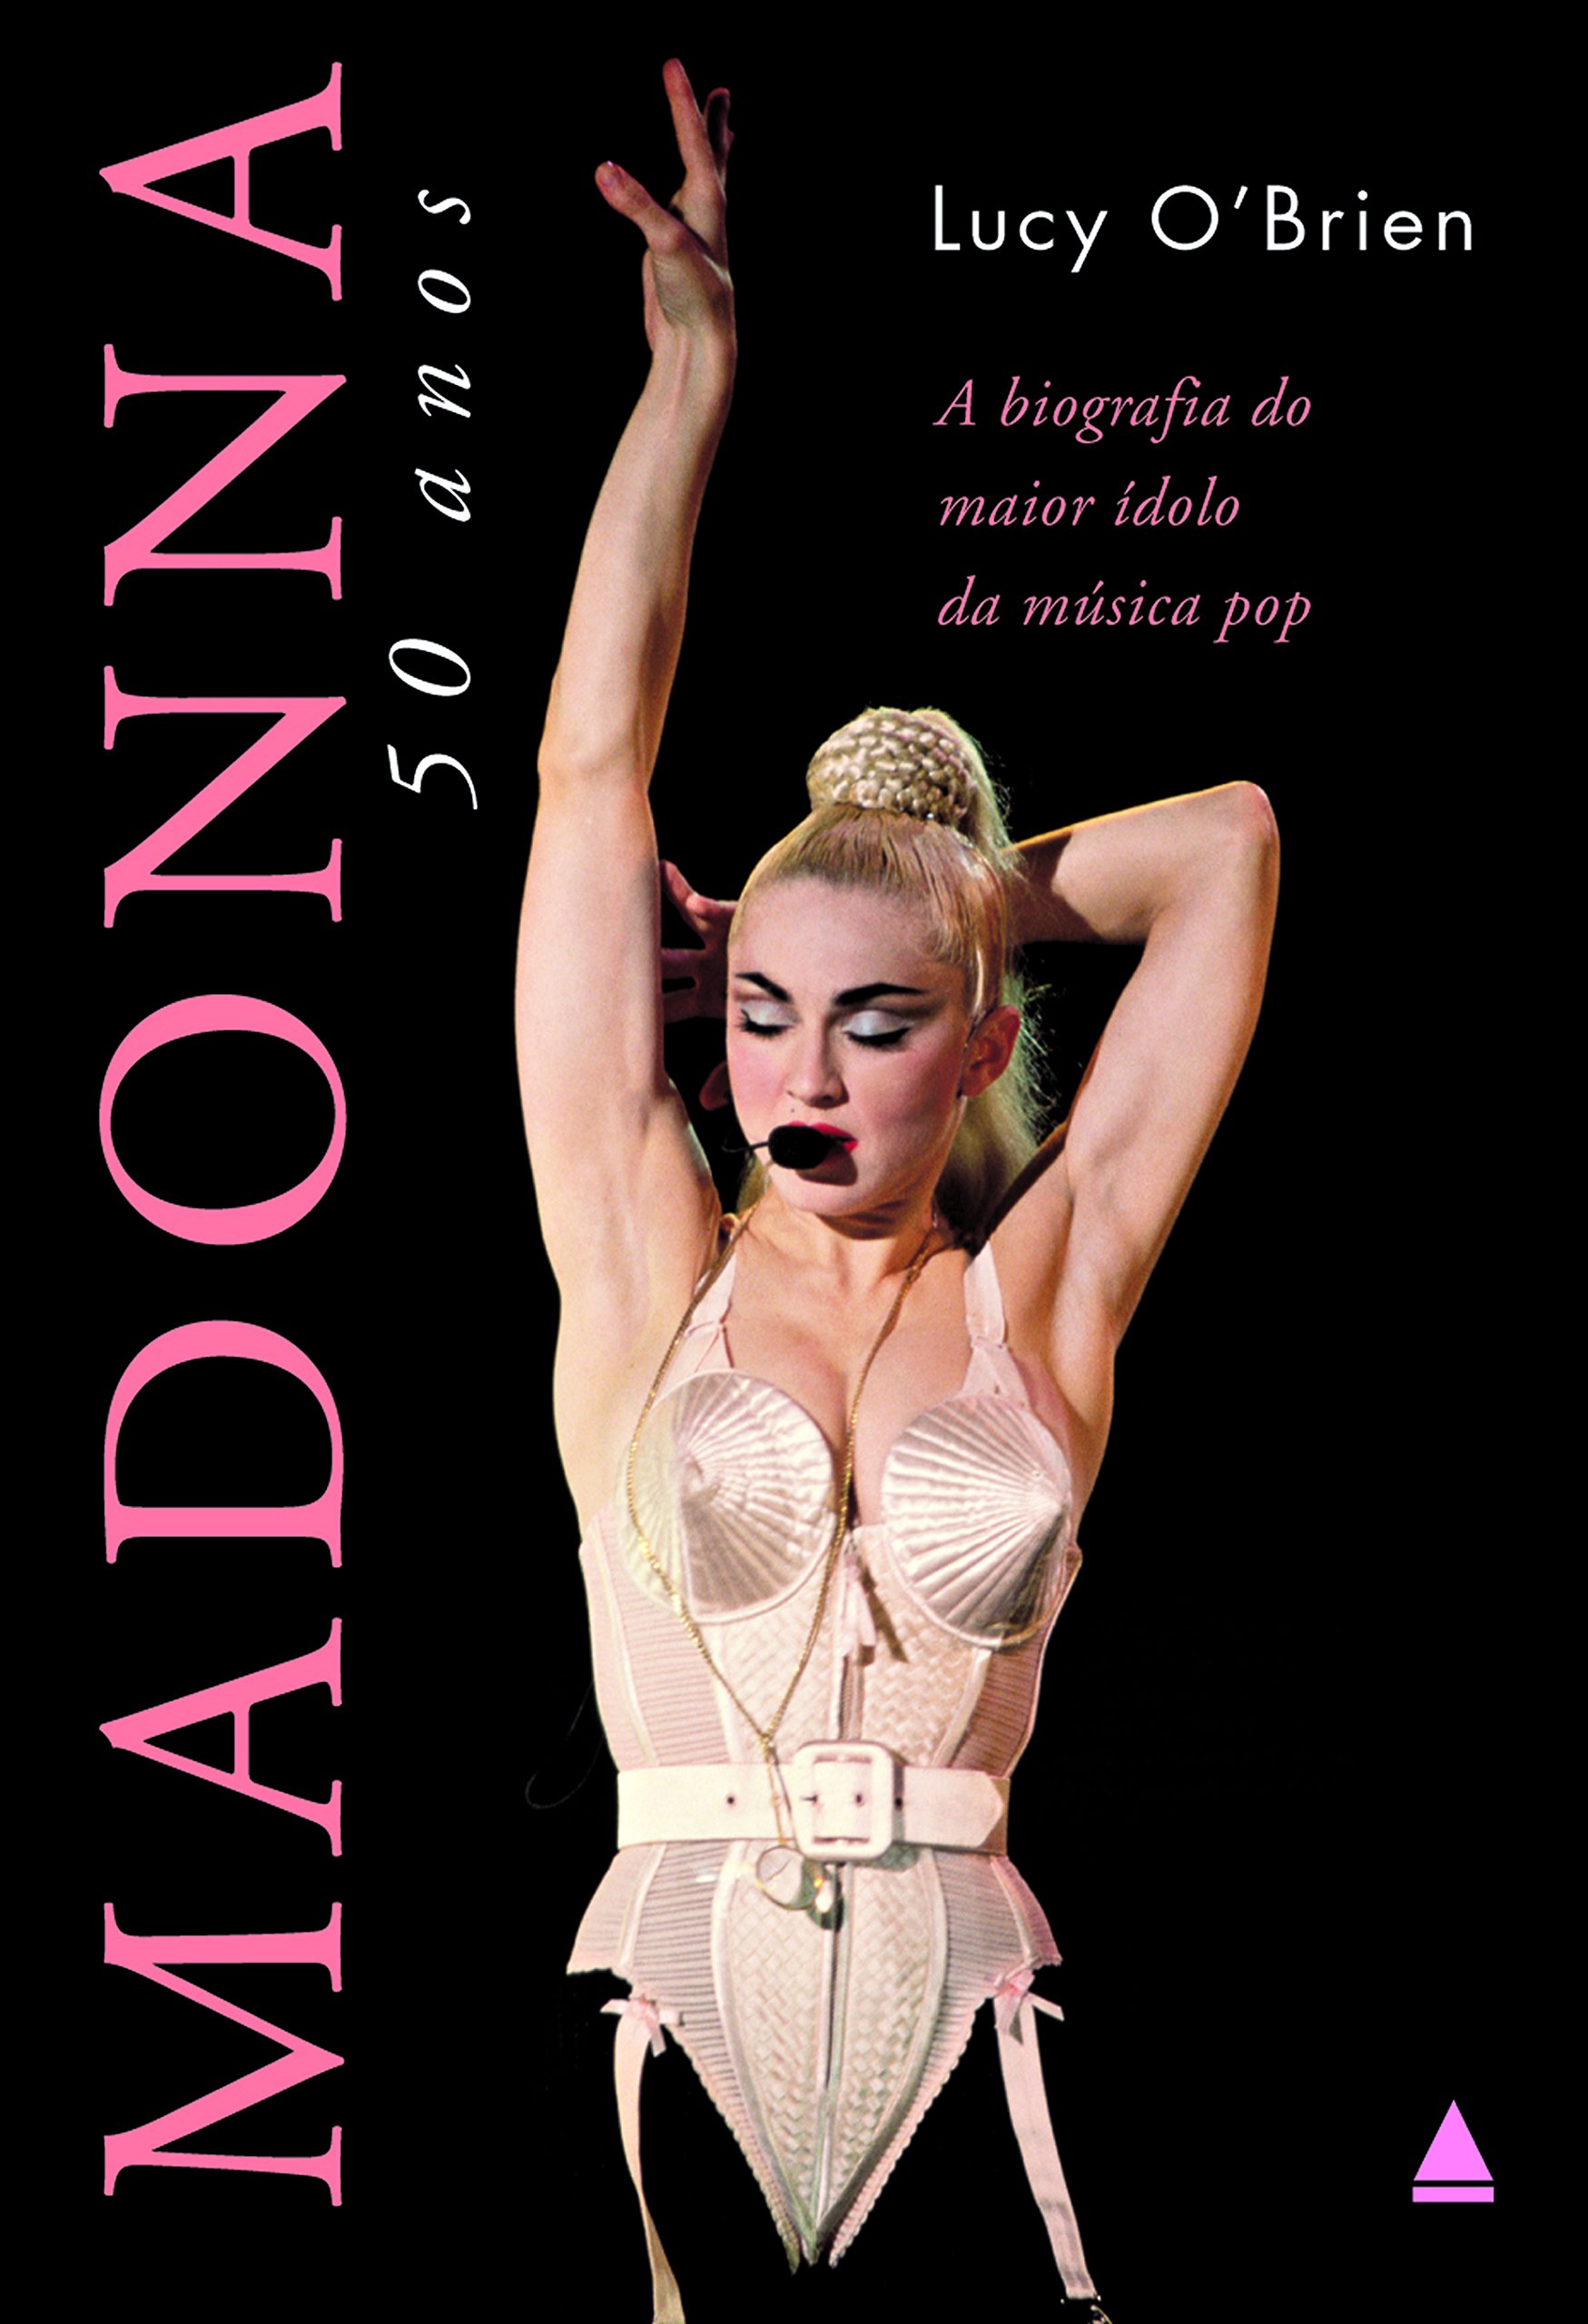 MADONNA
50 anos
Lucy O’Brien
A biografia do
maior ídolo
da música pop